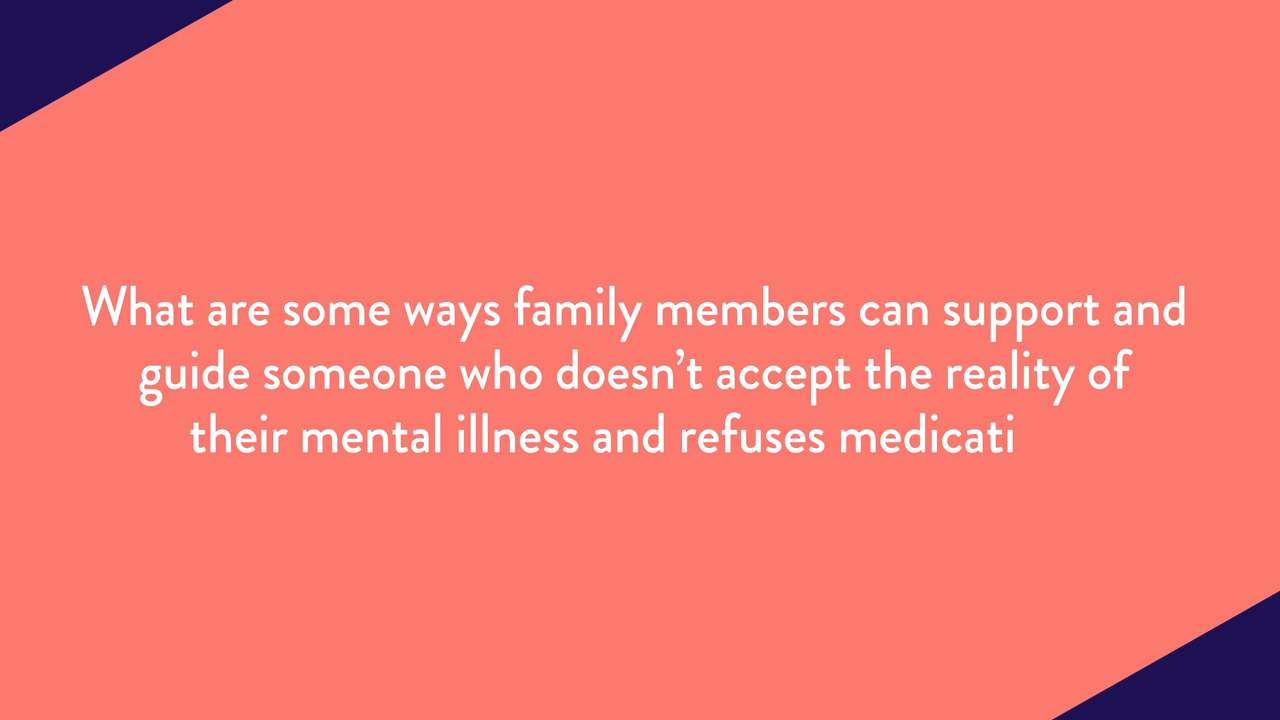 What are some ways family members can support and
guide someone who doesn’t accept the reality of
their mental illness and refuses medicati